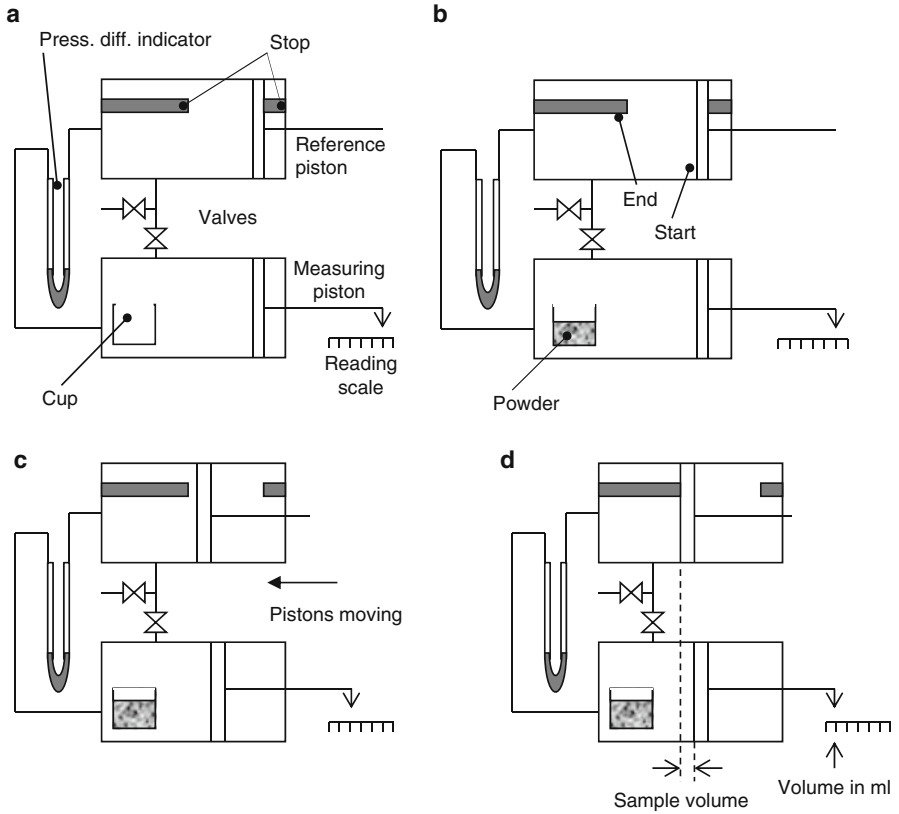 a
Press. diff. indicator
Stop
Reference
piston
Valves
Measuring
piston
Reading
scale
Cup
b
End
Start
Powder
c
Pistons moving
d
Sample volume
Volume in ml